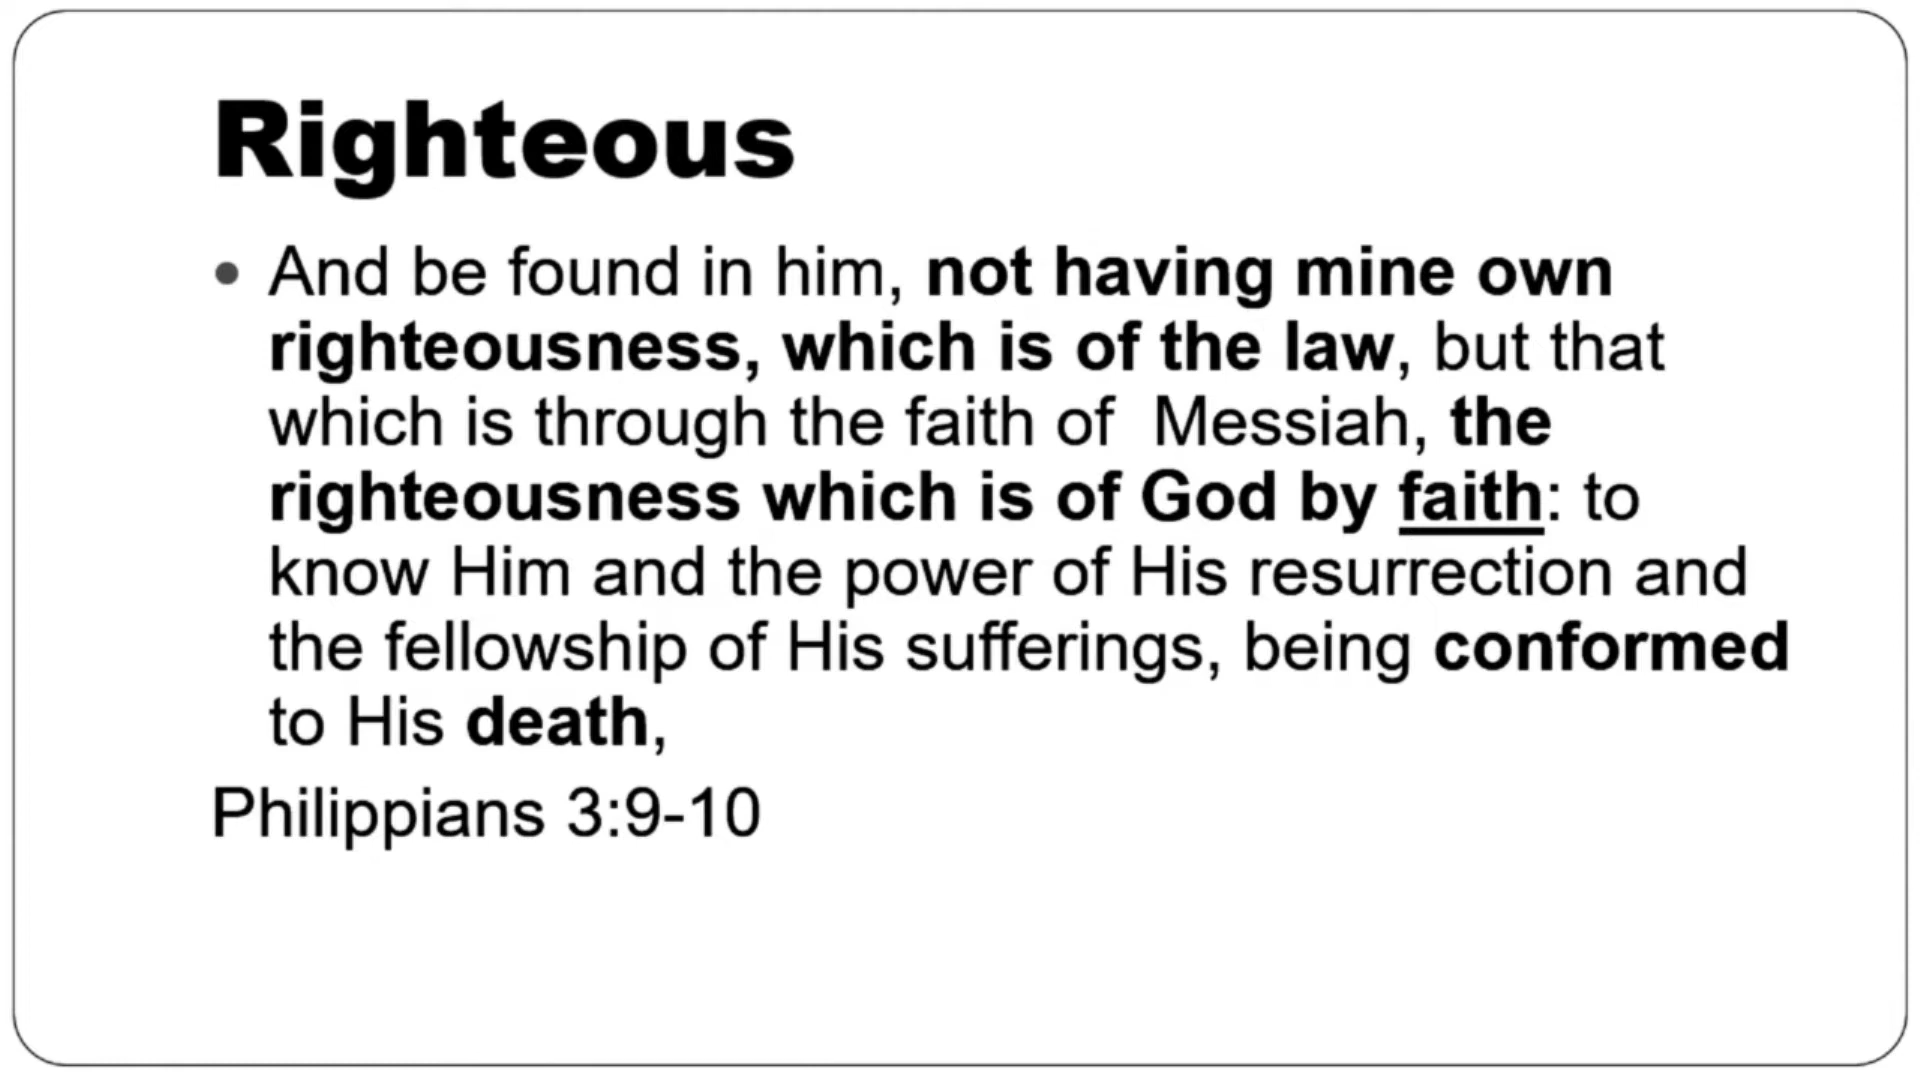 Righteous
• And be found in him, not having mine own
righteousness, which is of the law, but that
which is through the faith of  Messiah, the
righteousness which is of God by faith: to
know Him and the power of His resurrection and
the fellowship of His sufferings, being conformed
to His death,
Philippians 3:9-10